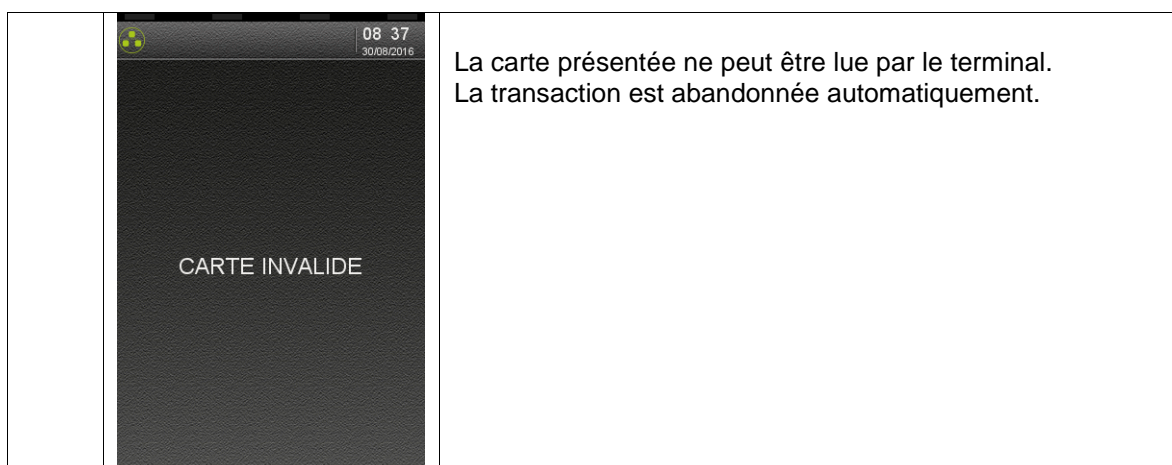 08 37
30/08/2016
CARTE INVALIDE
La carte présentée ne peut être lue par le terminal.
La transaction est abandonnée automatiquement.